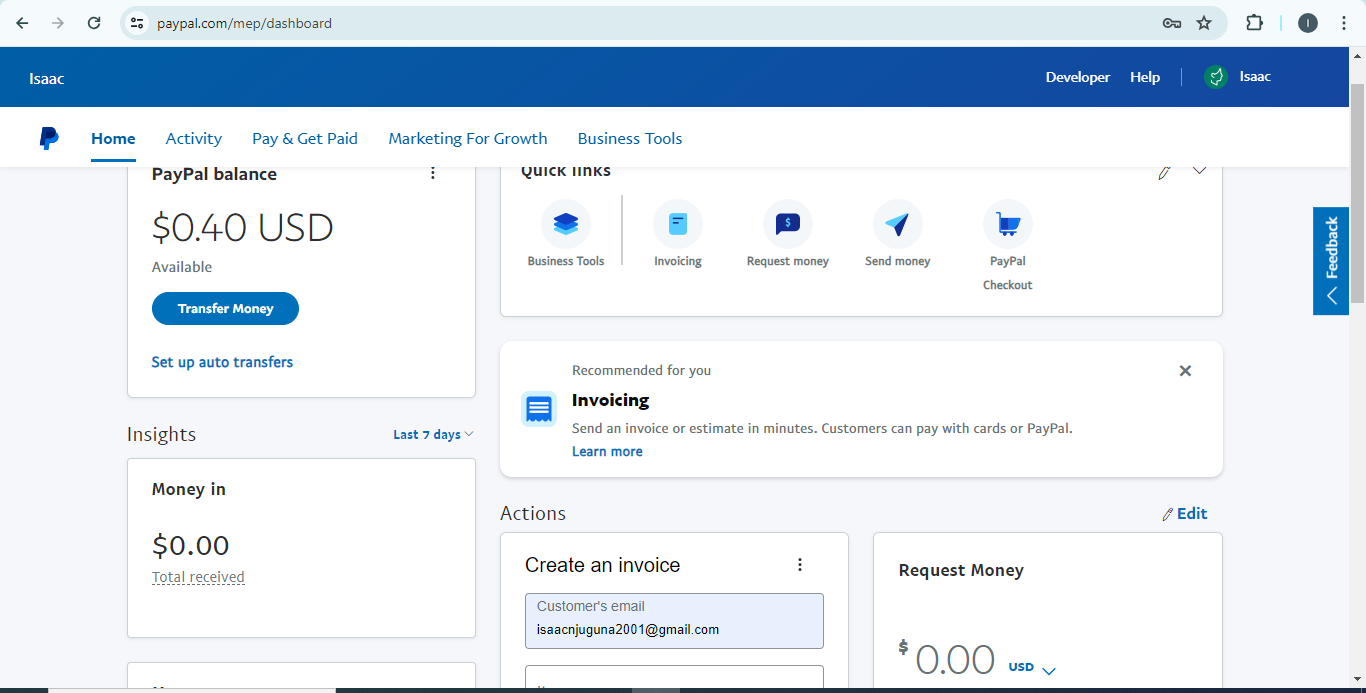 paypal.com/mep/dashboard
I
Isaac
Developer
Help
Isaac
Home
Activity
Pay & Get Paid
Marketing For Growth
Business Tools
PayPal balance
$0.40 USD
Available
Transfer Money
Set up auto transfers
Quick links
Business Tools
$
Invoicing
Request money
Send money
PayPal
Checkout
Feedback
Recommended for you
Invoicing
Send an invoice or estimate in minutes. Customers can pay with cards or PayPal.
Learn more
Insights
Last 7 days
Money in
$0.00
Total received
Actions
Edit
Create an invoice
Customer's email
isaacnjuguna2001@gmail.com
Request Money
$ 0.00 USD